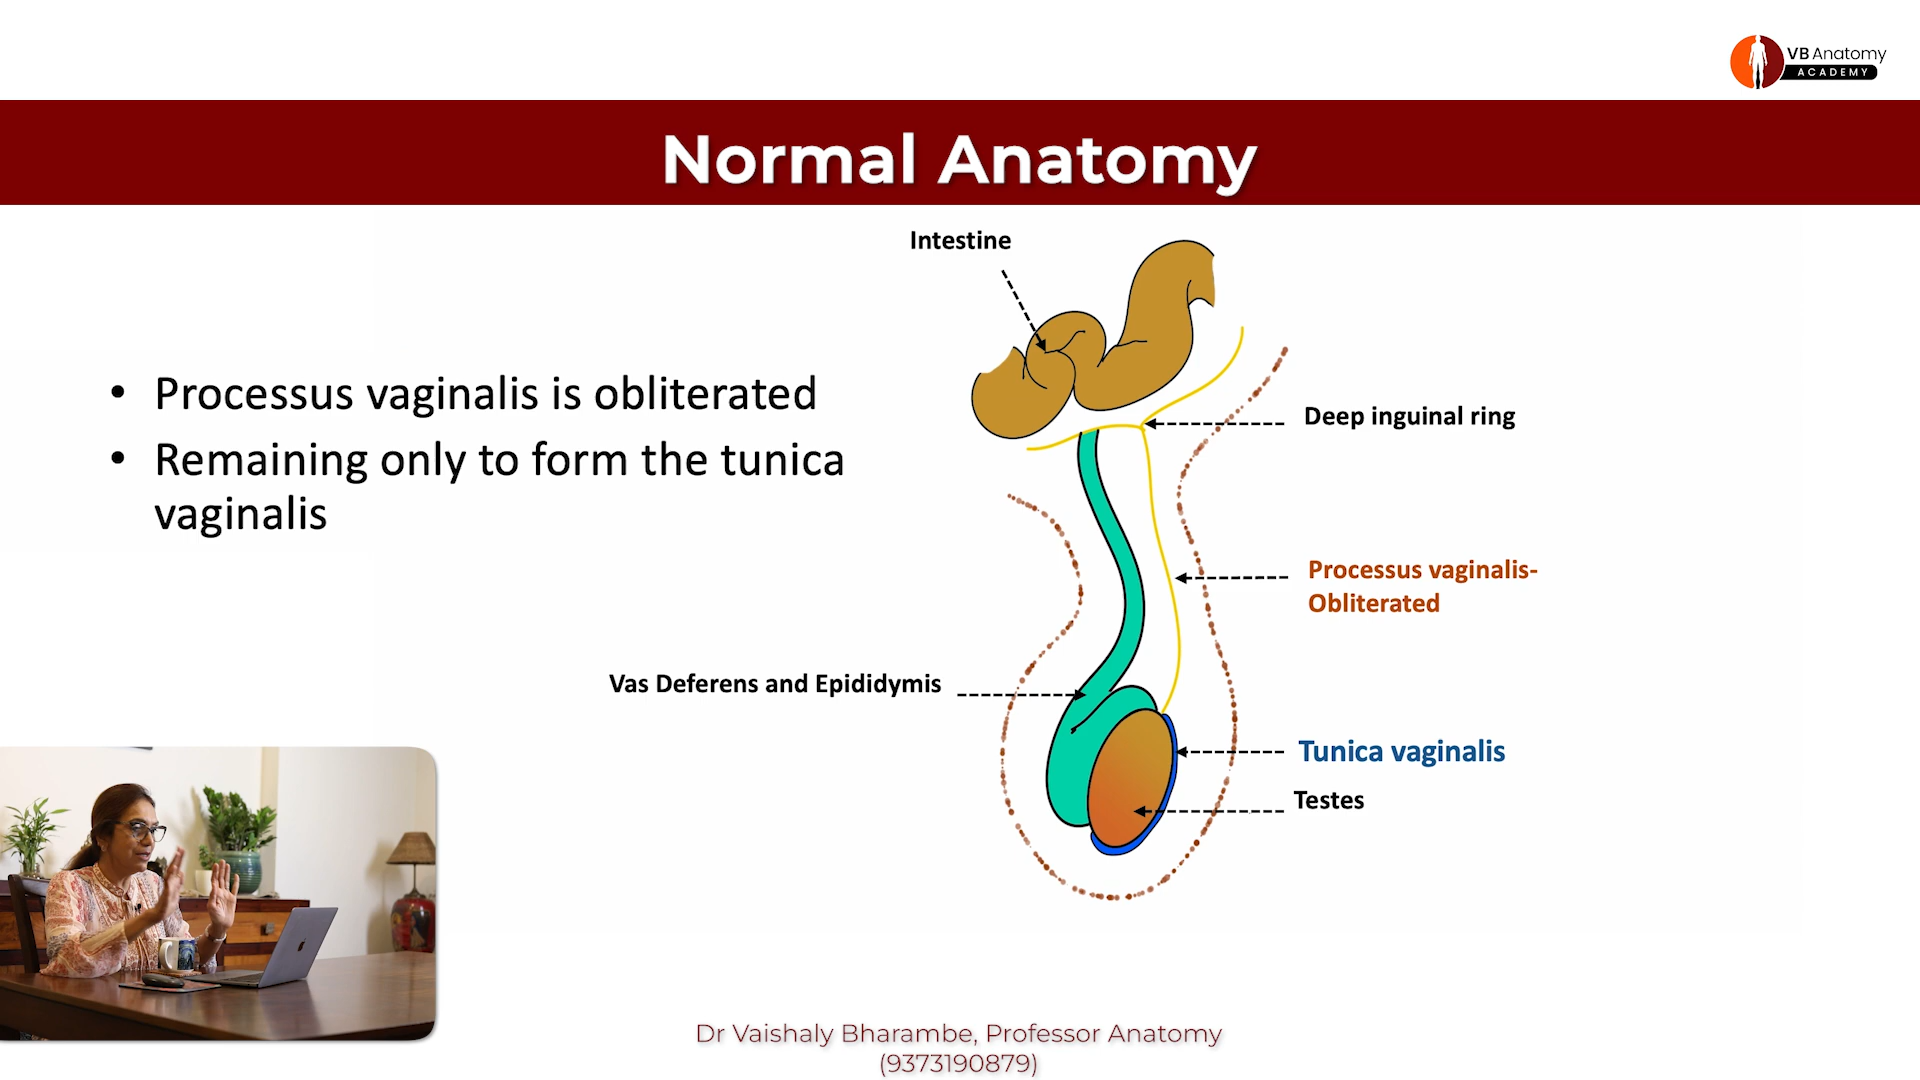 VB Anatomy
ACADEMY
Normal Anatomy
• Processus vaginalis is obliterated
• Remaining only to form the tunica
vaginalis
Intestine
Deep inguinal ring
Processus vaginalis-
Obliterated
Vas Deferens and Epididymis
Tunica vaginalis
Testes
Dr Vaishaly Bharambe, Professor Anatomy
(9373190879)